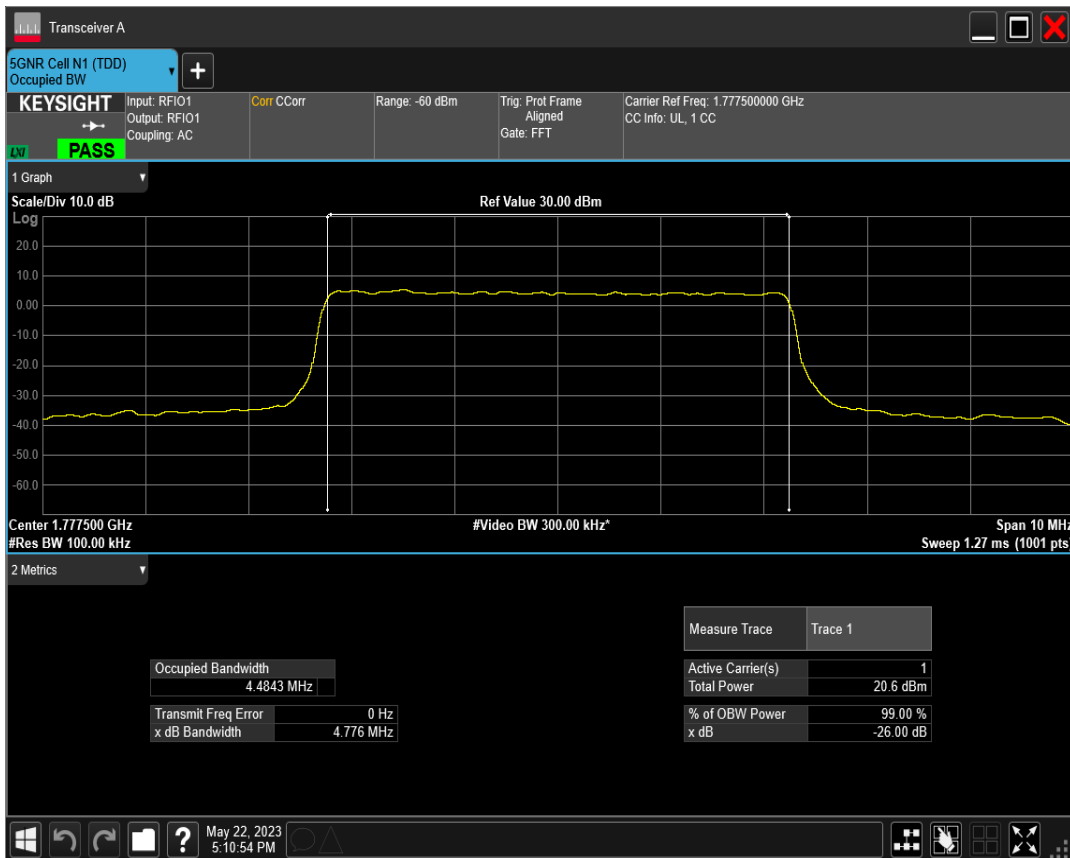 Transceiver A
5GNR Cell N1 (TDD)
Occupied BW
+
KEYSIGHT
LXI
PASS
Input: RFIO1
Output: RFIO1
Coupling: AC
Corr CCorr
Range: -60 dBm
Trig: Prot Frame
Aligned
Gate: FFT
Carrier Ref Freq: 1.777500000 GHz
CC Info: UL, 1 CC
1 Graph
Scale/Div 10.0 dB
Ref Value 30.00 dBm
Log
20.0
10.0
0.00
-10.0
-20.0
-30.0
-40.0
-50.0
-60.0
Center 1.777500 GHz
#Video BW 300.00 kHz*
Span 10 MHz
#Res BW 100.00 kHz
Sweep 1.27 ms (1001 pts)
2 Metrics
Measure Trace Trace 1
Occupied Bandwidth
4.4843 MHz
Active Carrier(s) 1
Total Power 20.6 dBm
Transmit Freq Error 0 Hz
x dB Bandwidth 4.776 MHz
% of OBW Power 99.00 %
x dB -26.00 dB
?
May 22, 2023
5:10:54 PM